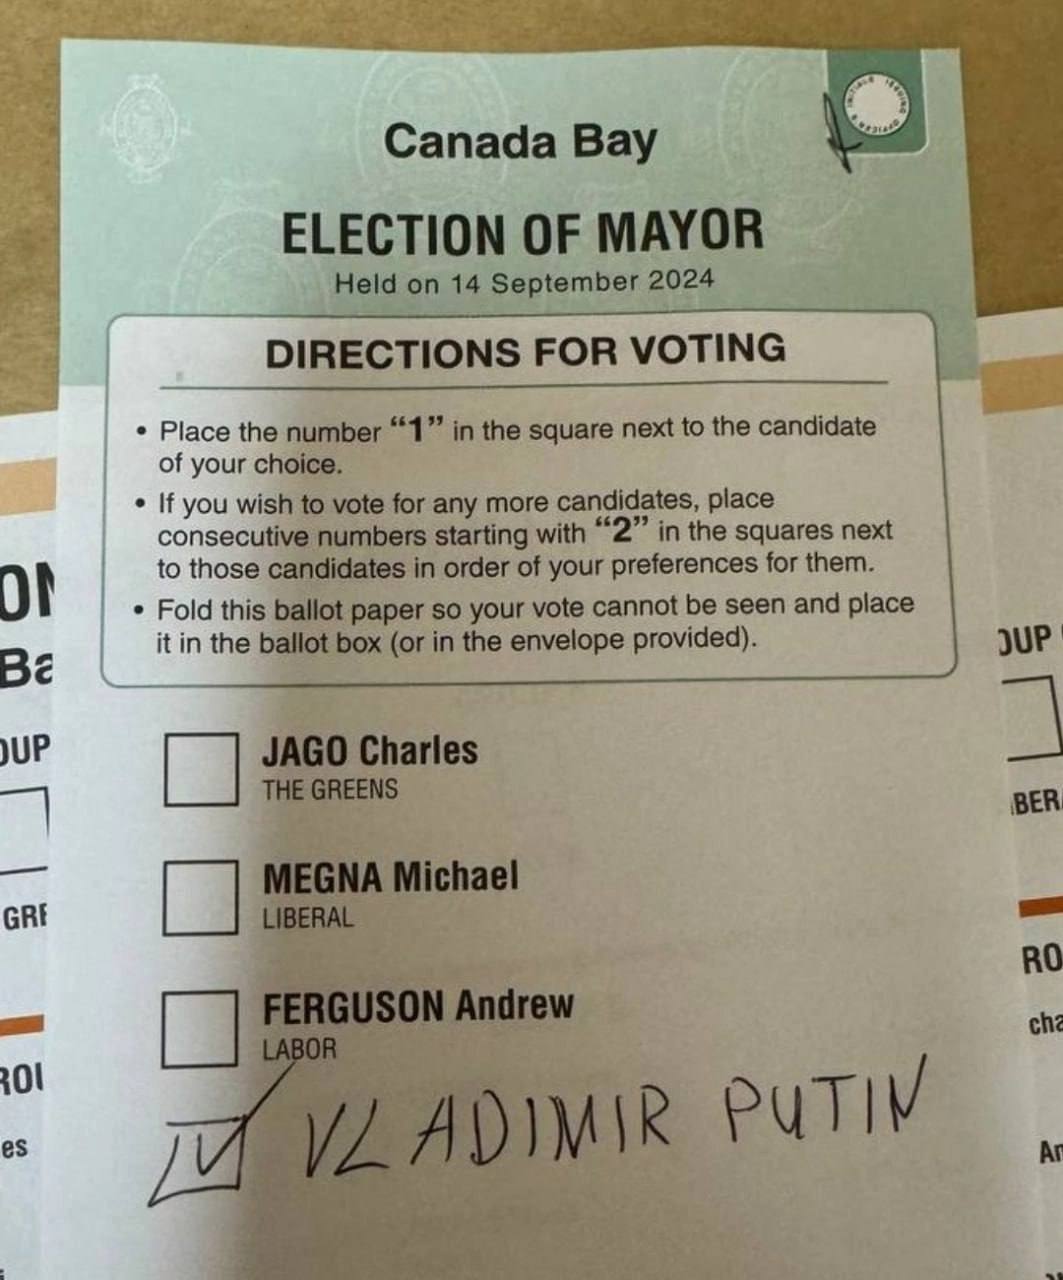 ISSUING OFFICER'S INITIALS
Canada Bay
ELECTION OF MAYOR
Held on 14 September 2024
DIRECTIONS FOR VOTING
• Place the number “1” in the square next to the candidate
of your choice.
• If you wish to vote for any more candidates, place
consecutive numbers starting with “2” in the squares next
to those candidates in order of your preferences for them.
• Fold this ballot paper so your vote cannot be seen and place
it in the ballot box (or in the envelope provided).
JAGO Charles
THE GREENS
MEGNA Michael
LIBERAL
FERGUSON Andrew
LABOR
VLADIMIR PUTIN